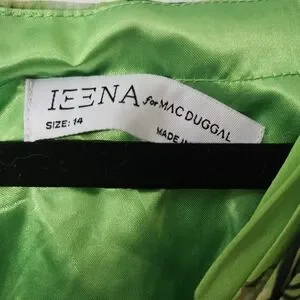 IEENA for MAC DUGGAL
SIZE: 14
MADE IN